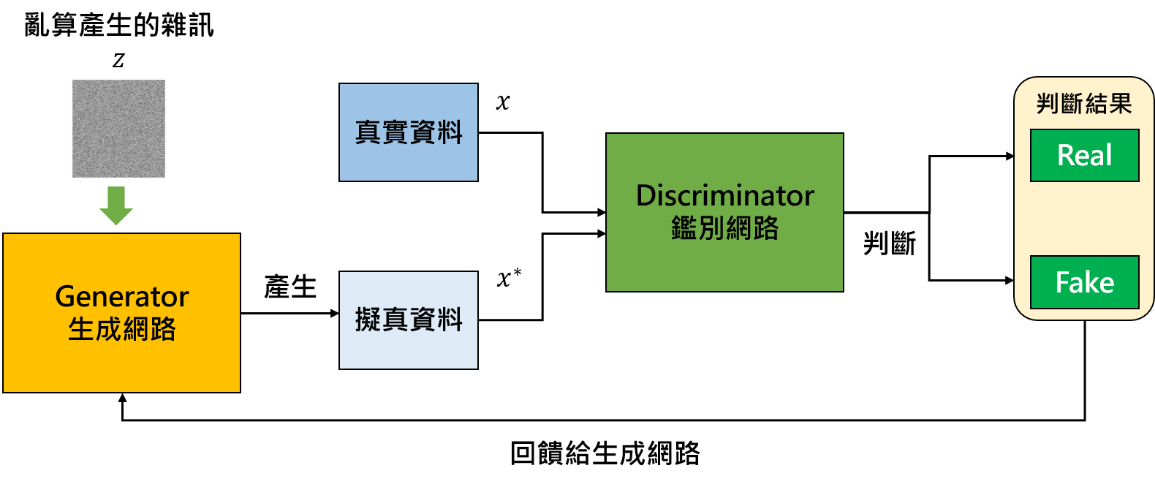 亂算產生的雜訊
z
Generator
生成網路
產生
真實資料
x
擬真資料
x*
Discriminator
鑑別網路
判斷
判斷結果
Real
Fake
回饋給生成網路